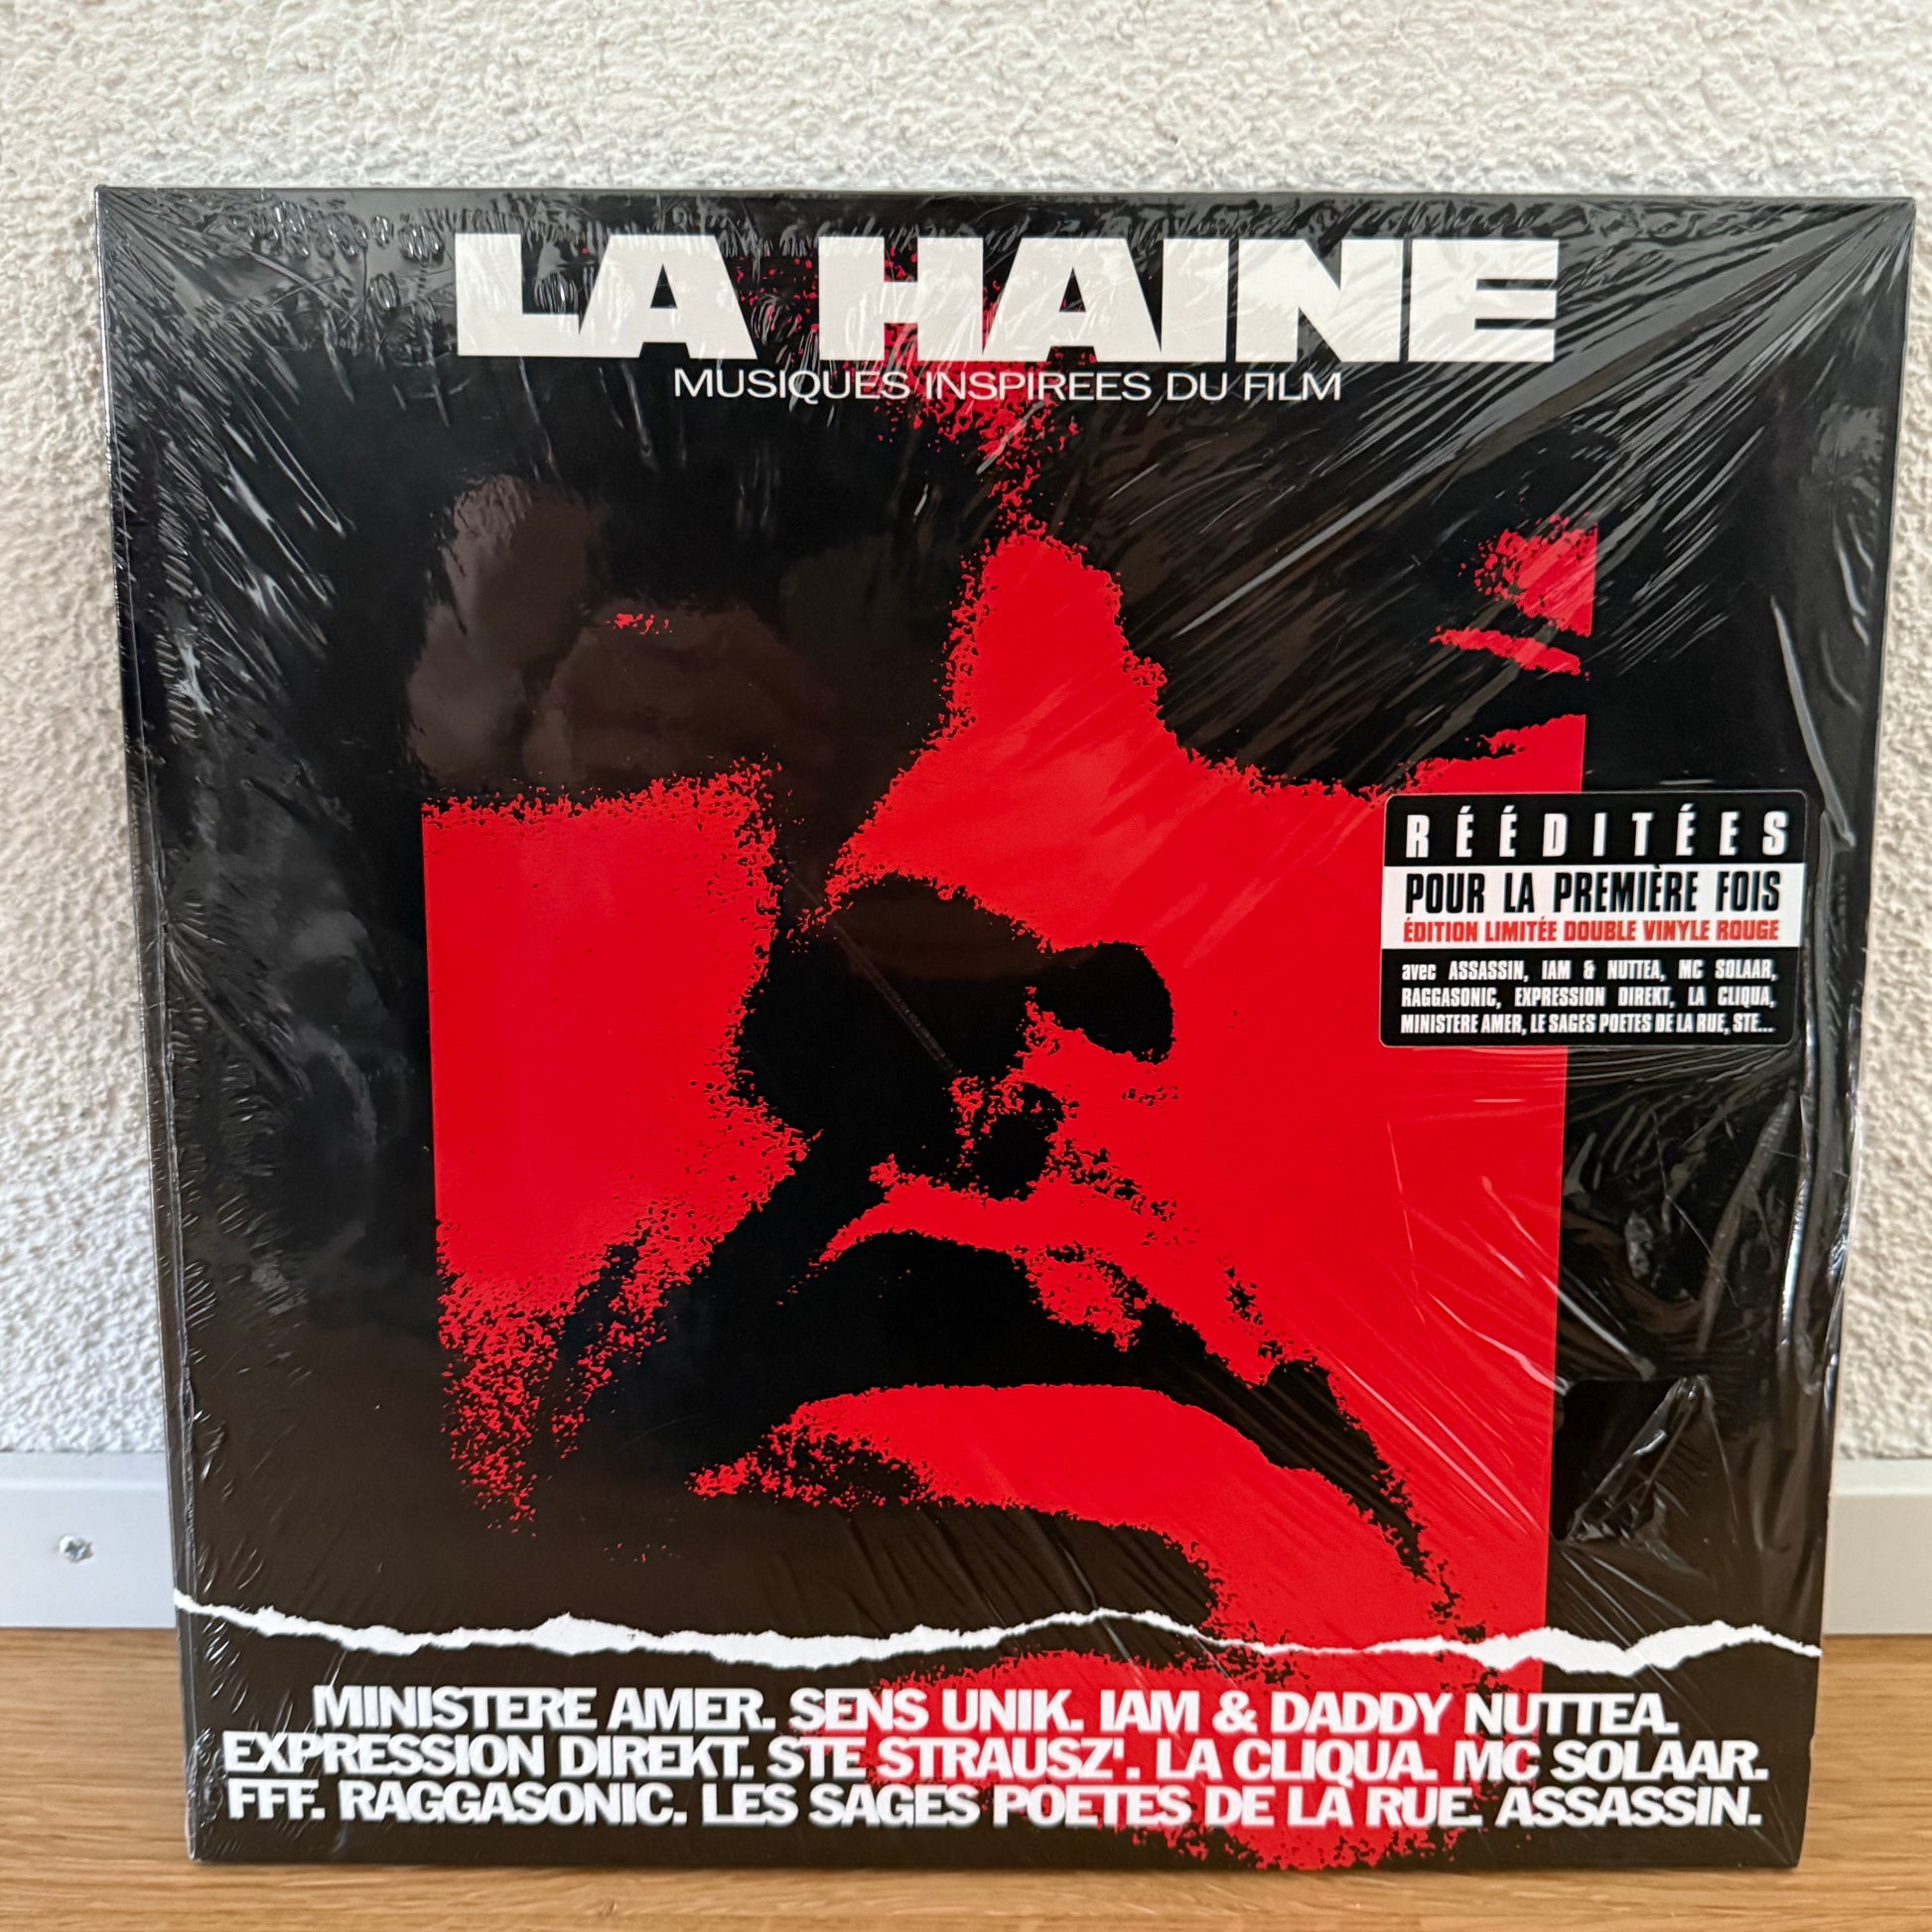 LA HAINE
MUSIQUES INSPIREES DU FILM
RÉÉDITÉES
POUR LA PREMIÈRE FOIS
ÉDITION LIMITÉE DOUBLE VINYLE ROUGE
avec ASSASSIN, IAM & NUTTEA, MC SOLAAR,
RAGGASONIC, EXPRESSION DIREKT, LA CLIQUA,
MINISTERE AMER, LE SAGES POETES DE LA RUE, STE...
MINISTERE AMER. SENS UNIK. IAM & DADDY NUTTEA.
EXPRESSION DIREKT. STE STRAUSZ'. LA CLIQUA. MC SOLAAR.
FFF. RAGGASONIC. LES SAGES POETES DE LA RUE. ASSASSIN.